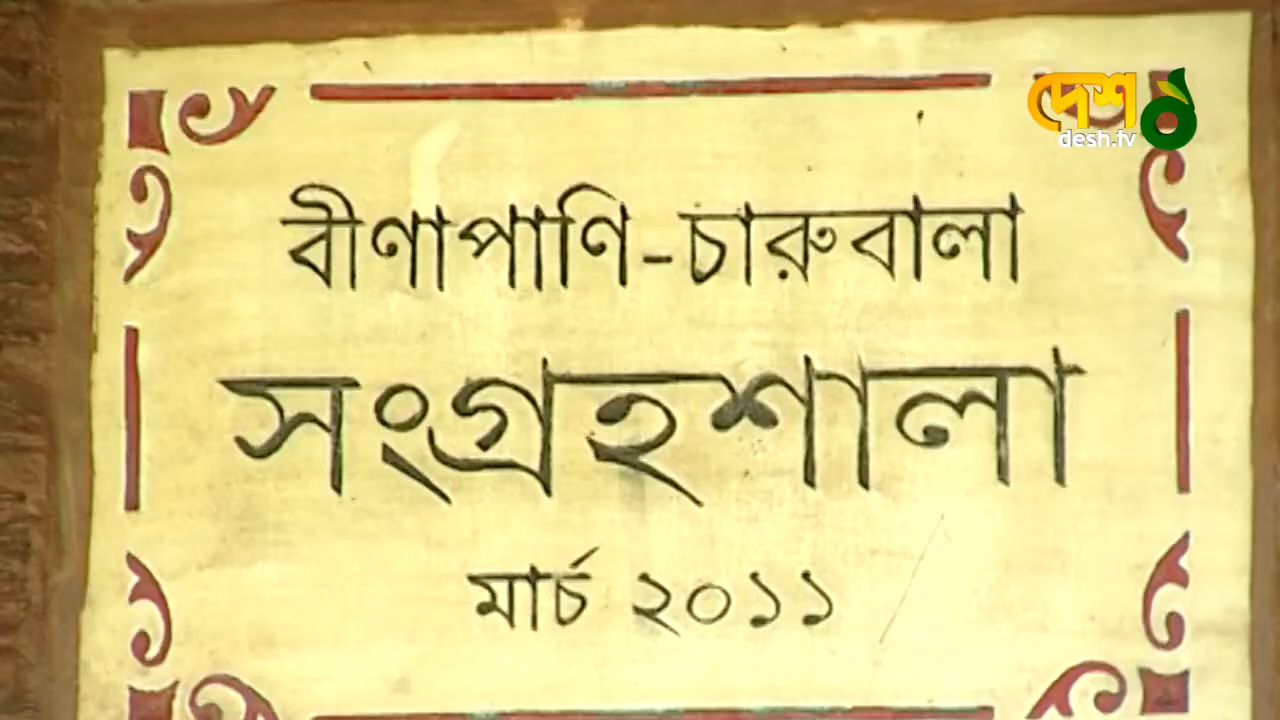 দেশ
desh.tv
বীণাপাণি-চারুবালা
সংগ্রহশালা
মার্চ ২০১১